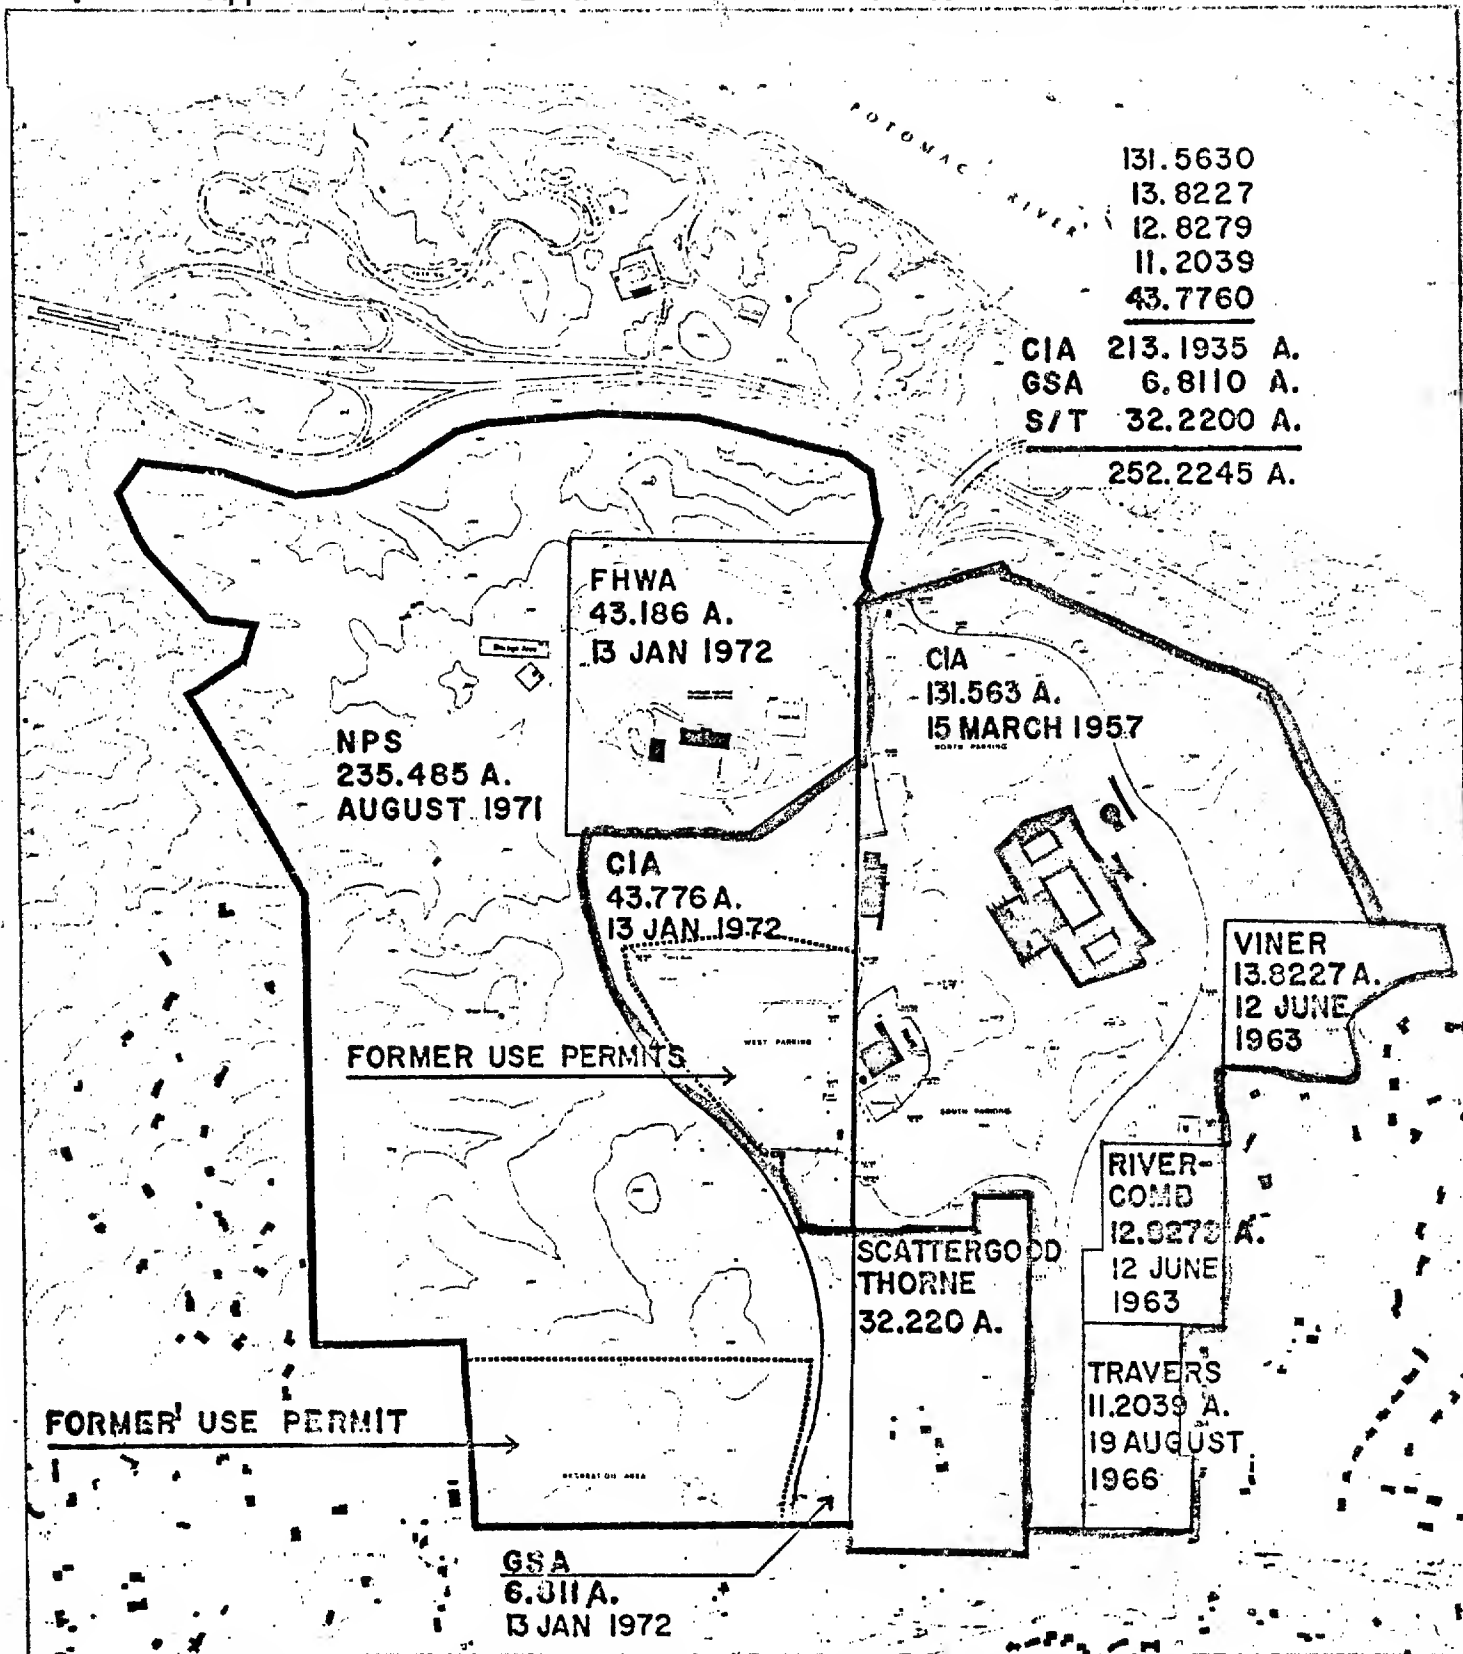 POTOMAC RIVER
131.5630
13.8227
12.8279
11.2039
43.7760
CIA 213.1935 A.
GSA 6.8110 A.
S/T 32.2200 A.
252.2245 A.
FHWA
43.186 A.
13 JAN 1972
CIA
131.563 A.
15 MARCH 1957
NORTH PARKING
NPS
235.485 A.
AUGUST 1971
CIA
43.776 A.
13 JAN 1972
VINER
13.8227 A.
12 JUNE
1963
WEST PARKING
FORMER USE PERMITS
SOUTH PARKING
RIVER-
COMB
12.8279 A.
12 JUNE
1963
SCATTERGOOD
THORNE
32.220 A.
TRAVERS
11.2039 A.
19 AUGUST
1966
FORMER USE PERMIT
RECREATION AREA
GSA
6.811 A.
13 JAN 1972